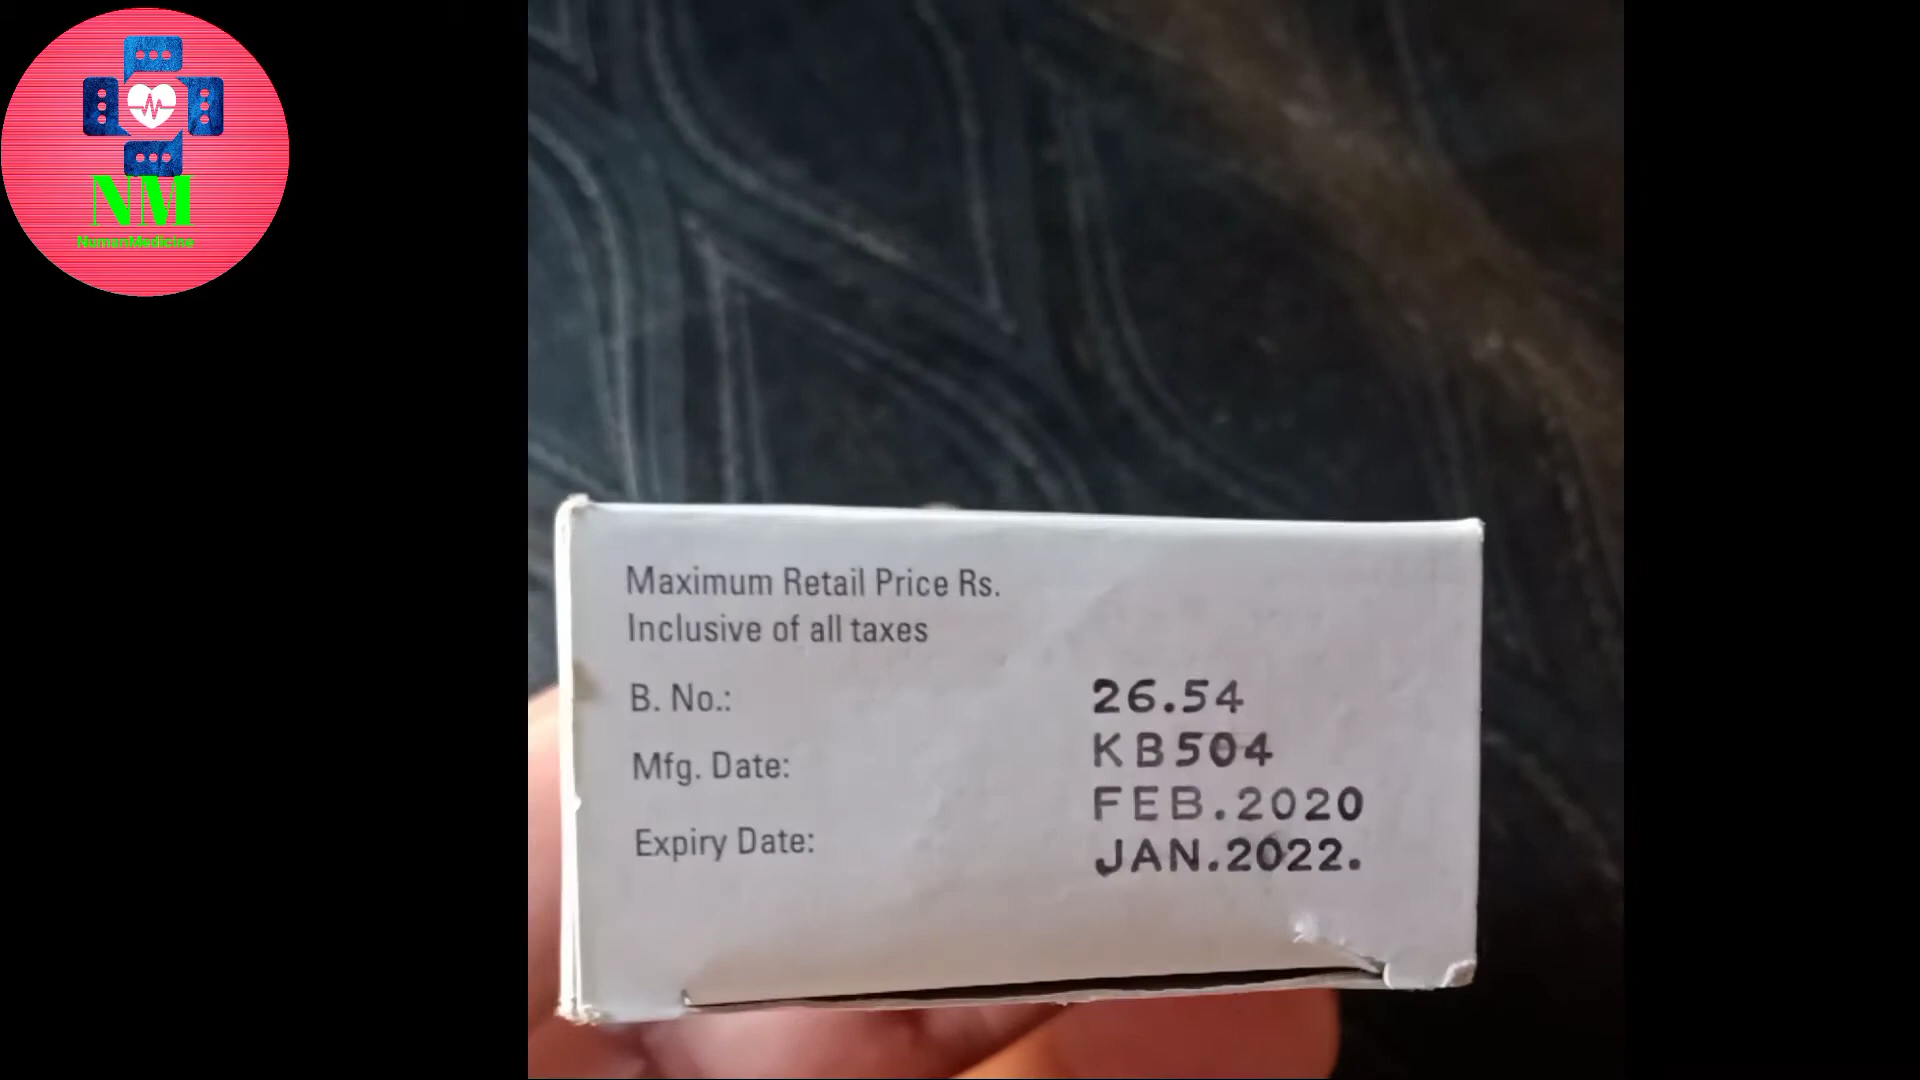 NM
NumanMedicine
Maximum Retail Price Rs.
Inclusive of all taxes
B. No.:
26.54
KB504
Mfg. Date:
FEB.2020
Expiry Date:
JAN.2022.